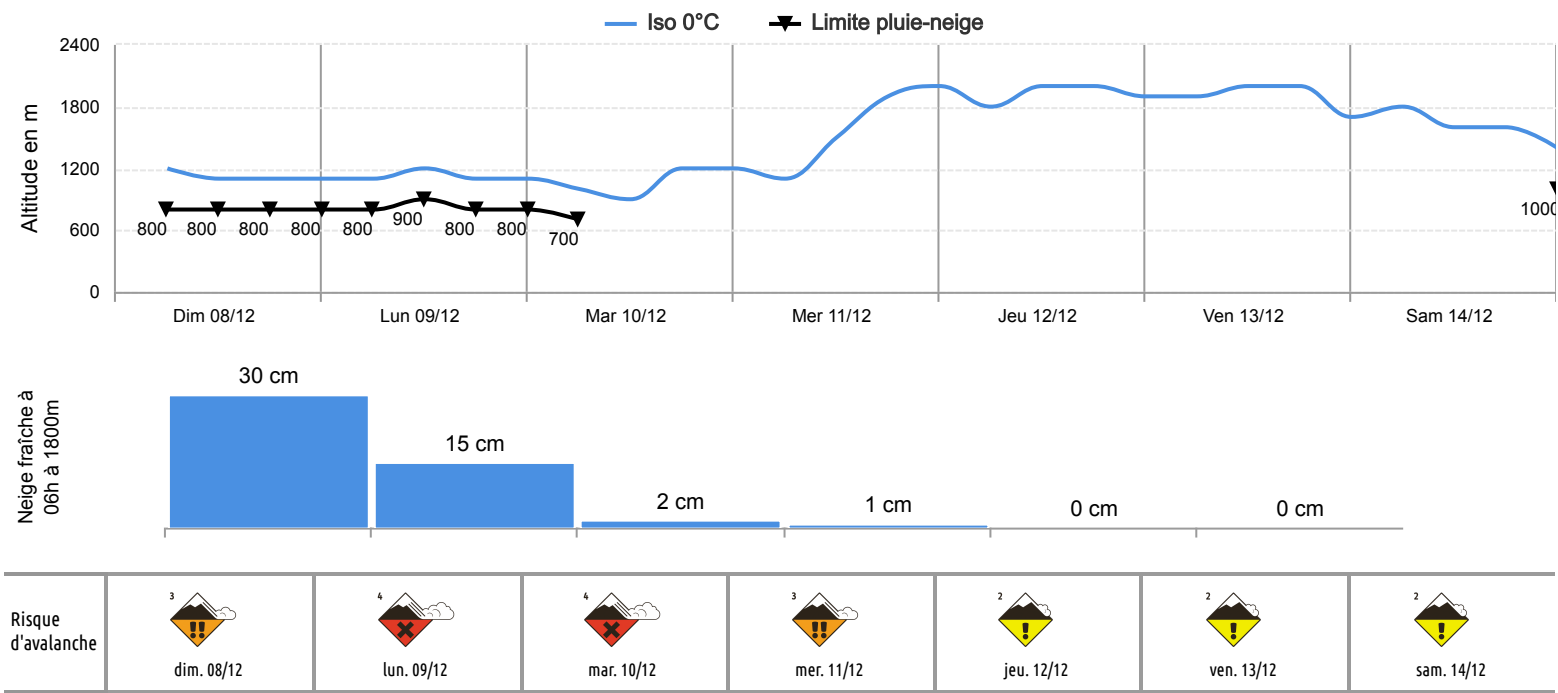 Iso 0°C Limite pluie-neige
Altitude en m
2400
1800
1200
600
0
800 800 800 800 800 900 800 800 700 1000
Dim 08/12 Lun 09/12 Mar 10/12 Mer 11/12 Jeu 12/12 Ven 13/12 Sam 14/12
Neige fraîche à
06h à 1800m
30 cm 15 cm 2 cm 1 cm 0 cm 0 cm
Risque
d'avalanche
3 4 4 3 2 2 2
!! !! ! ! !
dim. 08/12 lun. 09/12 mar. 10/12 mer. 11/12 jeu. 12/12 ven. 13/12 sam. 14/12